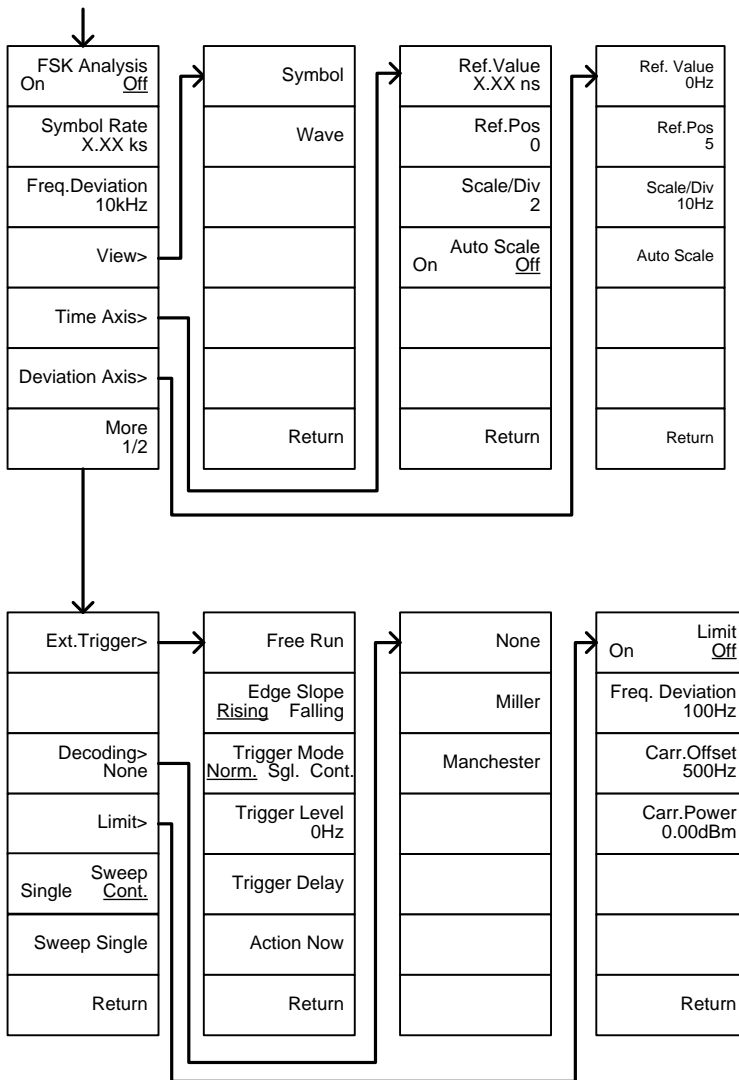 FSK Analysis
On Off
Symbol Rate
X.XX ks
Freq.Deviation
10kHz
View>
Time Axis>
Deviation Axis>
More
1/2
Symbol
Wave
Return
Ref.Value
X.XX ns
Ref.Pos
0
Scale/Div
2
Auto Scale
On Off
Return
Ref. Value
0Hz
Ref.Pos
5
Scale/Div
10Hz
Auto Scale
Return
Ext.Trigger>
Decoding>
None
Limit>
Sweep
Single Cont.
Sweep Single
Return
Free Run
Edge Slope
Rising Falling
Trigger Mode
Norm. Sgl. Cont.
Trigger Level
0Hz
Trigger Delay
Action Now
Return
None
Miller
Manchester
Limit
On Off
Freq. Deviation
100Hz
Carr.Offset
500Hz
Carr.Power
0.00dBm
Return